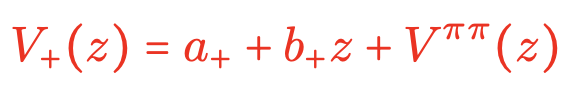 V₊(z) = a₊ + b₊z + V^{ππ}(z)